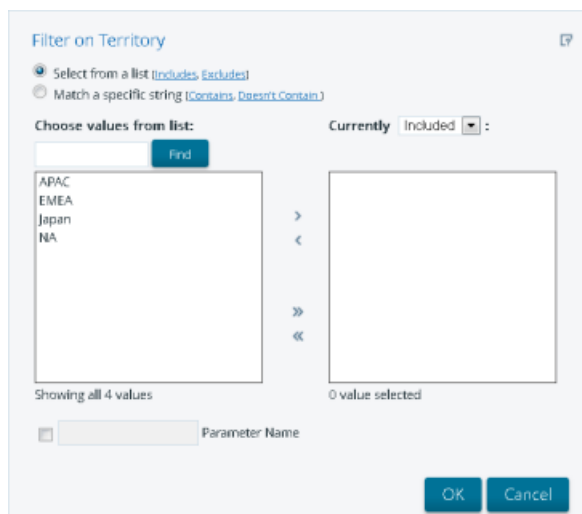 Filter on Territory
Select from a list (Includes, Excludes)
Match a specific string (Contains, Doesn't Contain )
Choose values from list:
Currently Included :
Find
APAC
EMEA
Japan
NA
>
<
>>
<<
Showing all 4 values
0 value selected
Parameter Name
OK Cancel